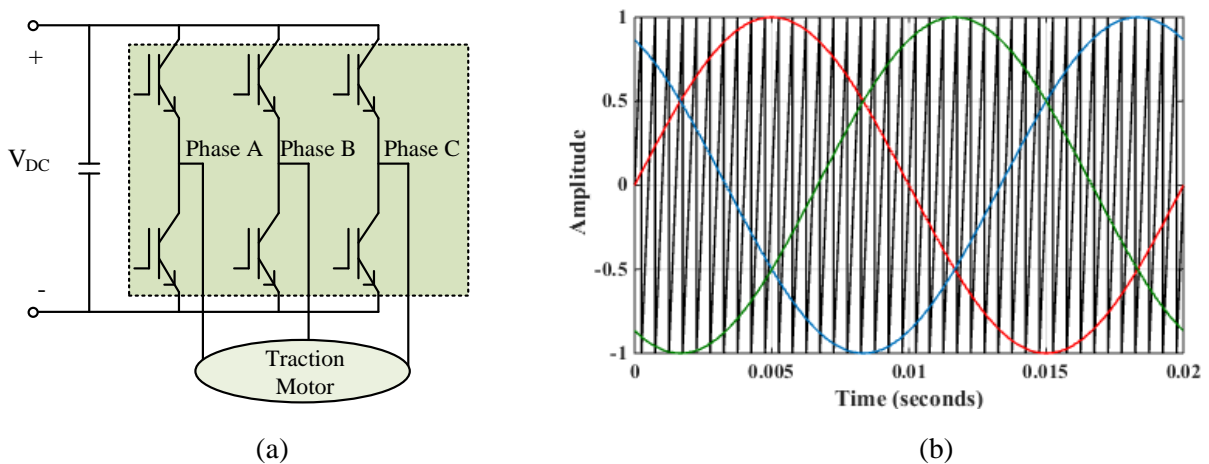 +
V_DC
-
Phase A Phase B Phase C
Traction
Motor
(a)
Amplitude
1
0.5
0
-0.5
-1
0 0.005 0.01 0.015 0.02
Time (seconds)
(b)